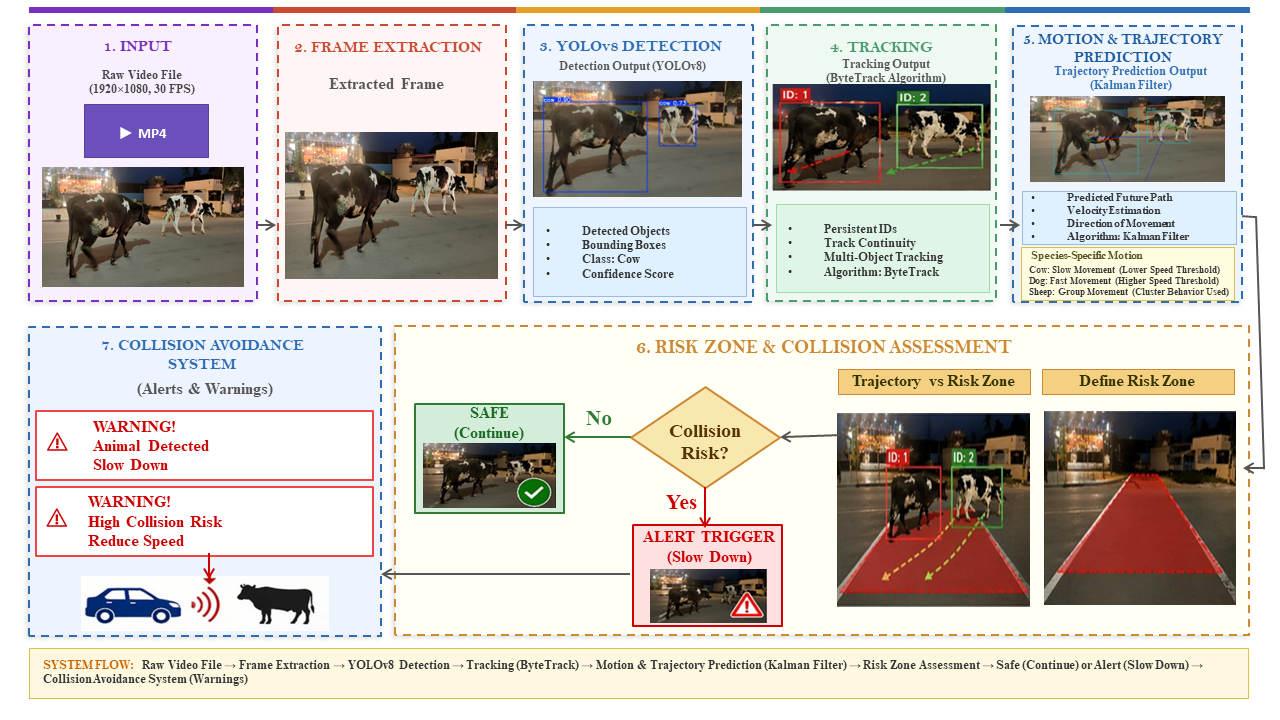 1. INPUT
Raw Video File
(1920×1080, 30 FPS)
MP4
2. FRAME EXTRACTION
Extracted Frame
3. YOLOv8 DETECTION
Detection Output (YOLOv8)
cow 0.73
• Detected Objects
• Bounding Boxes
• Class: Cow
• Confidence Score
4. TRACKING
Tracking Output
(ByteTrack Algorithm)
ID: 1
ID: 2
• Persistent IDs
• Track Continuity
• Multi-Object Tracking
• Algorithm: ByteTrack
5. MOTION & TRAJECTORY
PREDICTION
Trajectory Prediction Output
(Kalman Filter)
• Predicted Future Path
• Velocity Estimation
• Direction of Movement
• Algorithm: Kalman Filter
Species-Specific Motion
Cow: Slow Movement (Lower Speed Threshold)
Dog: Fast Movement (Higher Speed Threshold)
Sheep: Group Movement (Cluster Behavior Used)
6. RISK ZONE & COLLISION ASSESSMENT
Define Risk Zone
Trajectory vs Risk Zone
ID: 1
ID: 2
Collision
Risk?
No
SAFE
(Continue)
Yes
ALERT TRIGGER
(Slow Down)
7. COLLISION AVOIDANCE
SYSTEM
(Alerts & Warnings)
WARNING!
Animal Detected
Slow Down
WARNING!
High Collision Risk
Reduce Speed
SYSTEM FLOW: Raw Video File → Frame Extraction → YOLOv8 Detection → Tracking (ByteTrack) → Motion & Trajectory Prediction (Kalman Filter) → Risk Zone Assessment → Safe (Continue) or Alert (Slow Down) →
Collision Avoidance System (Warnings)